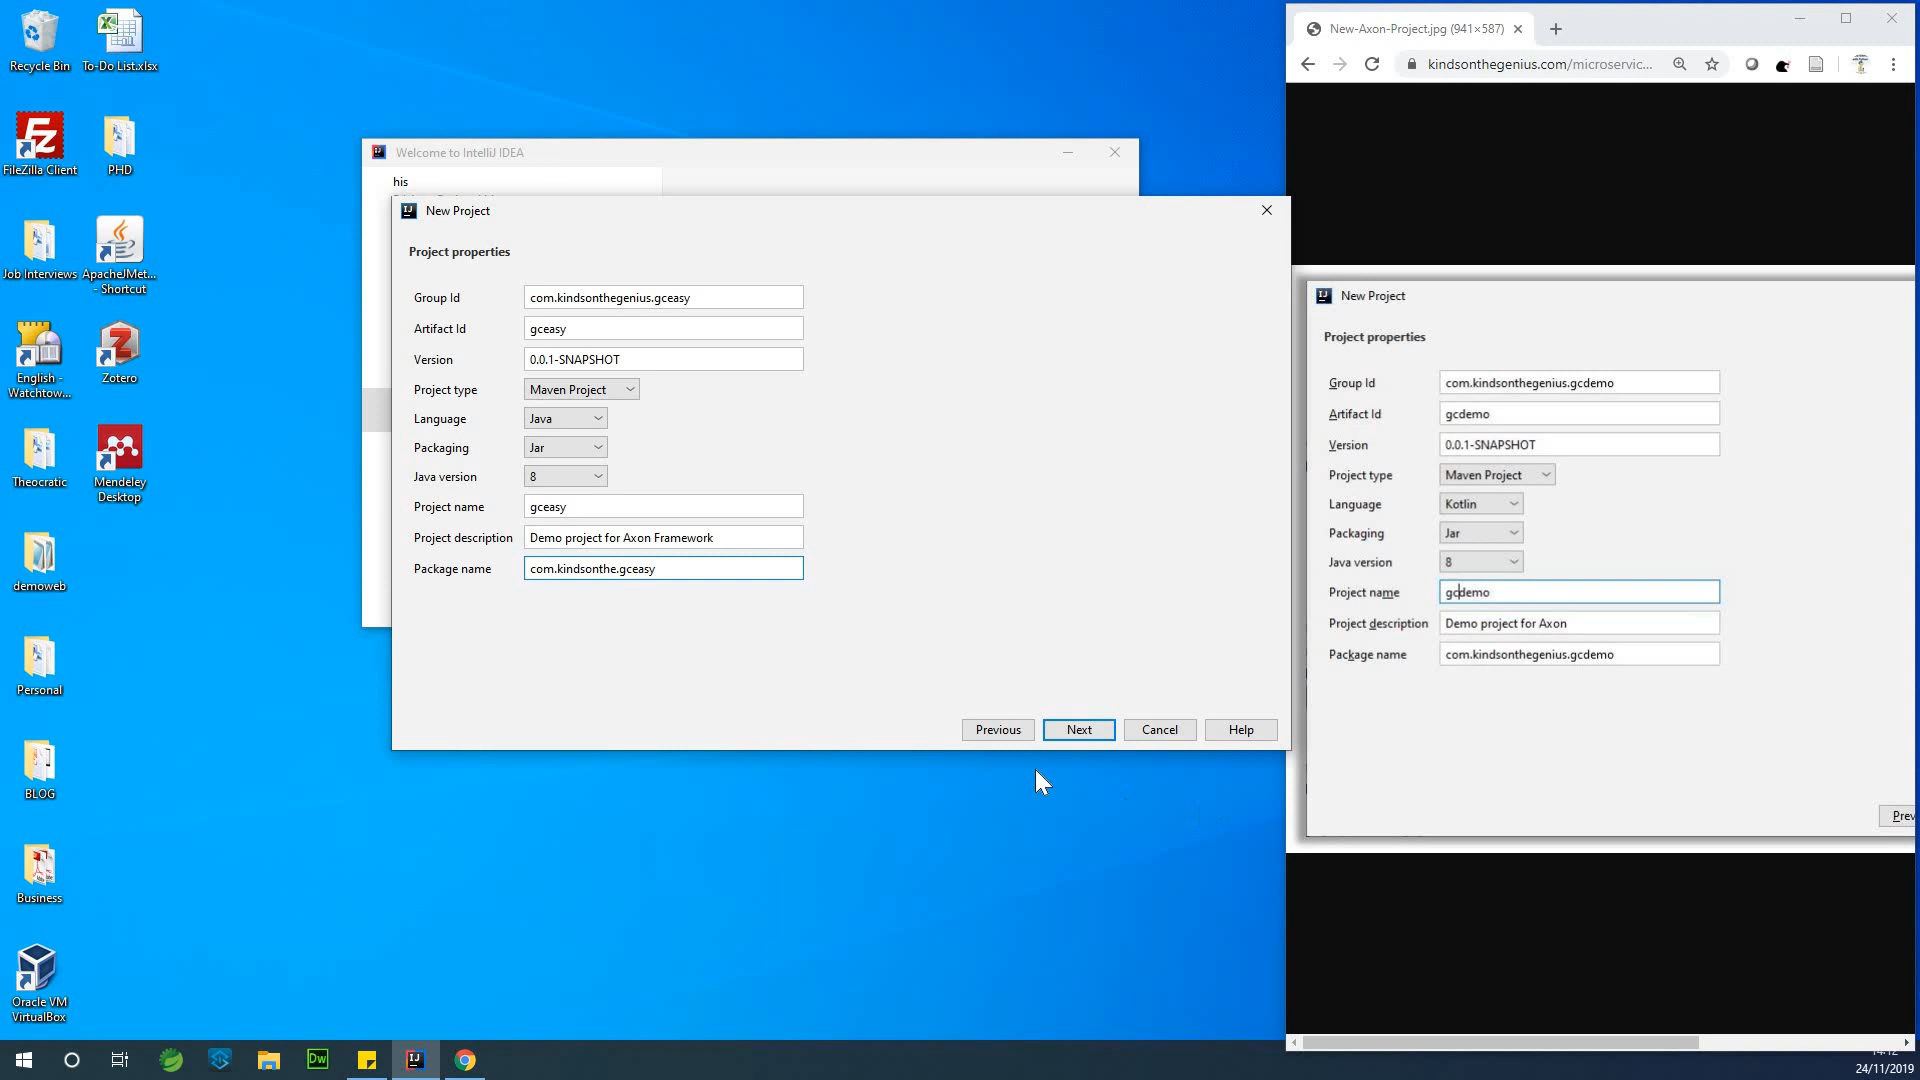 Recycle Bin
To-Do List.xlsx
FileZilla Client
PHD
Job Interviews
ApacheJMet...
- Shortcut
English -
Watchtow...
Zotero
Theocratic
Mendeley
Desktop
demoweb
Personal
BLOG
Business
Oracle VM
VirtualBox
Welcome to IntelliJ IDEA
his
New Project
Project properties
Group Id com.kindsonthegenius.gceasy
Artifact Id gceasy
Version 0.0.1-SNAPSHOT
Project type Maven Project
Language Java
Packaging Jar
Java version 8
Project name gceasy
Project description Demo project for Axon Framework
Package name com.kindsonthe.gceasy
Previous Next Cancel Help
New-Axon-Project.jpg (941×587)
kindsonthegenius.com/microservic...
New Project
Project properties
Group Id com.kindsonthegenius.gcdemo
Artifact Id gcdemo
Version 0.0.1-SNAPSHOT
Project type Maven Project
Language Kotlin
Packaging Jar
Java version 8
Project name gcdemo
Project description Demo project for Axon
Package name com.kindsonthegenius.gcdemo
Prev
Dw
14:12
24/11/2019